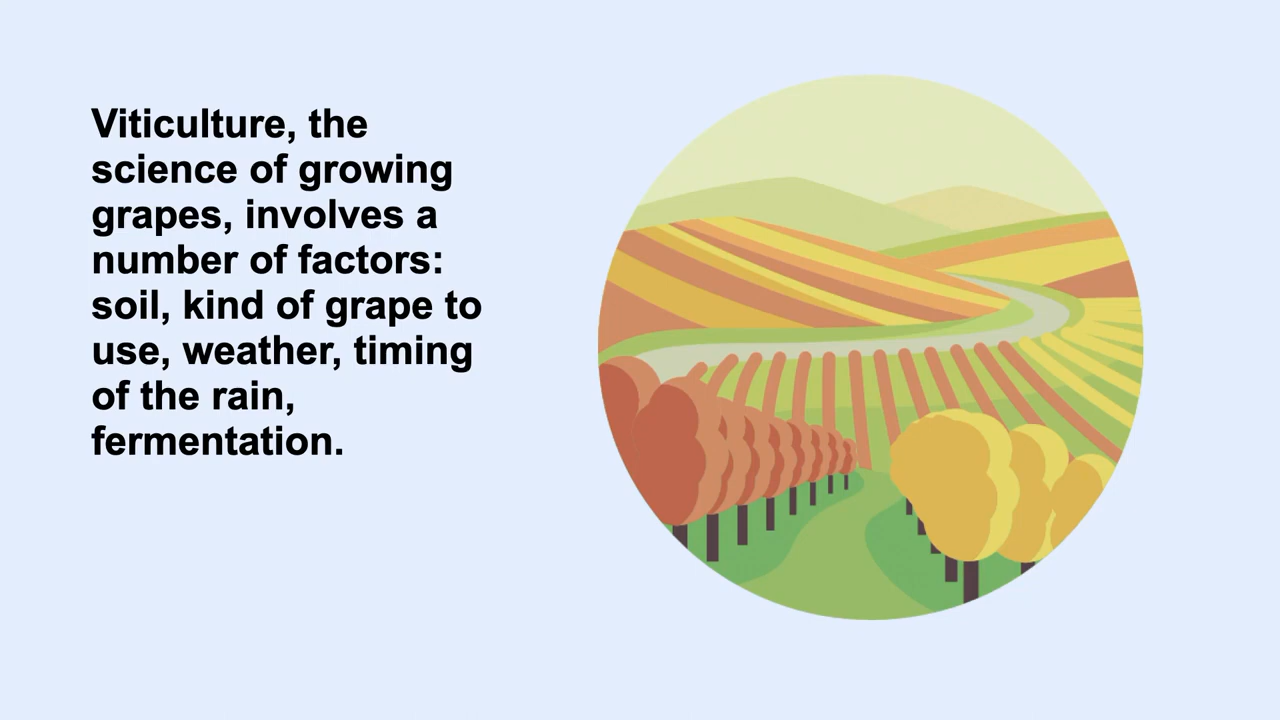 Viticulture, the
science of growing
grapes, involves a
number of factors:
soil, kind of grape to
use, weather, timing
of the rain,
fermentation.